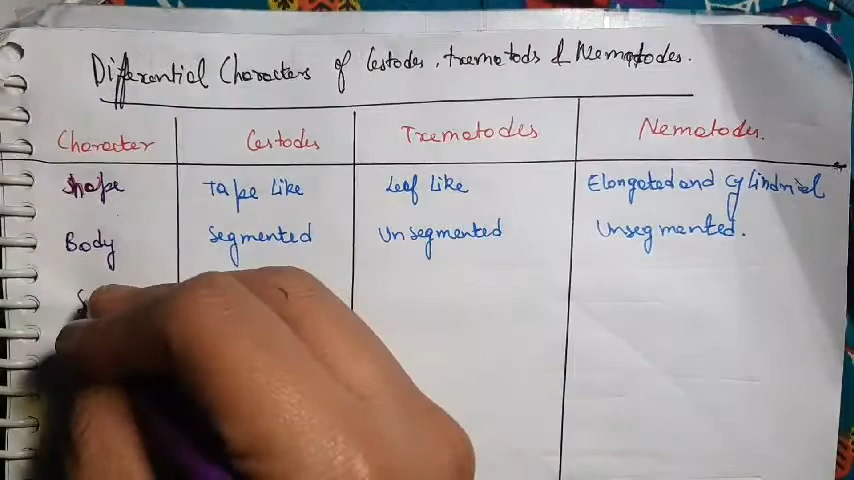 Differential Characters of Cestodes, trematods & Nematodes.
Character Cestodes Trematodes Nematodes.
Shape Tape Like Leaf Like Elongated and cylindrical
Body Segmented Unsegmented Unsegmented.
S